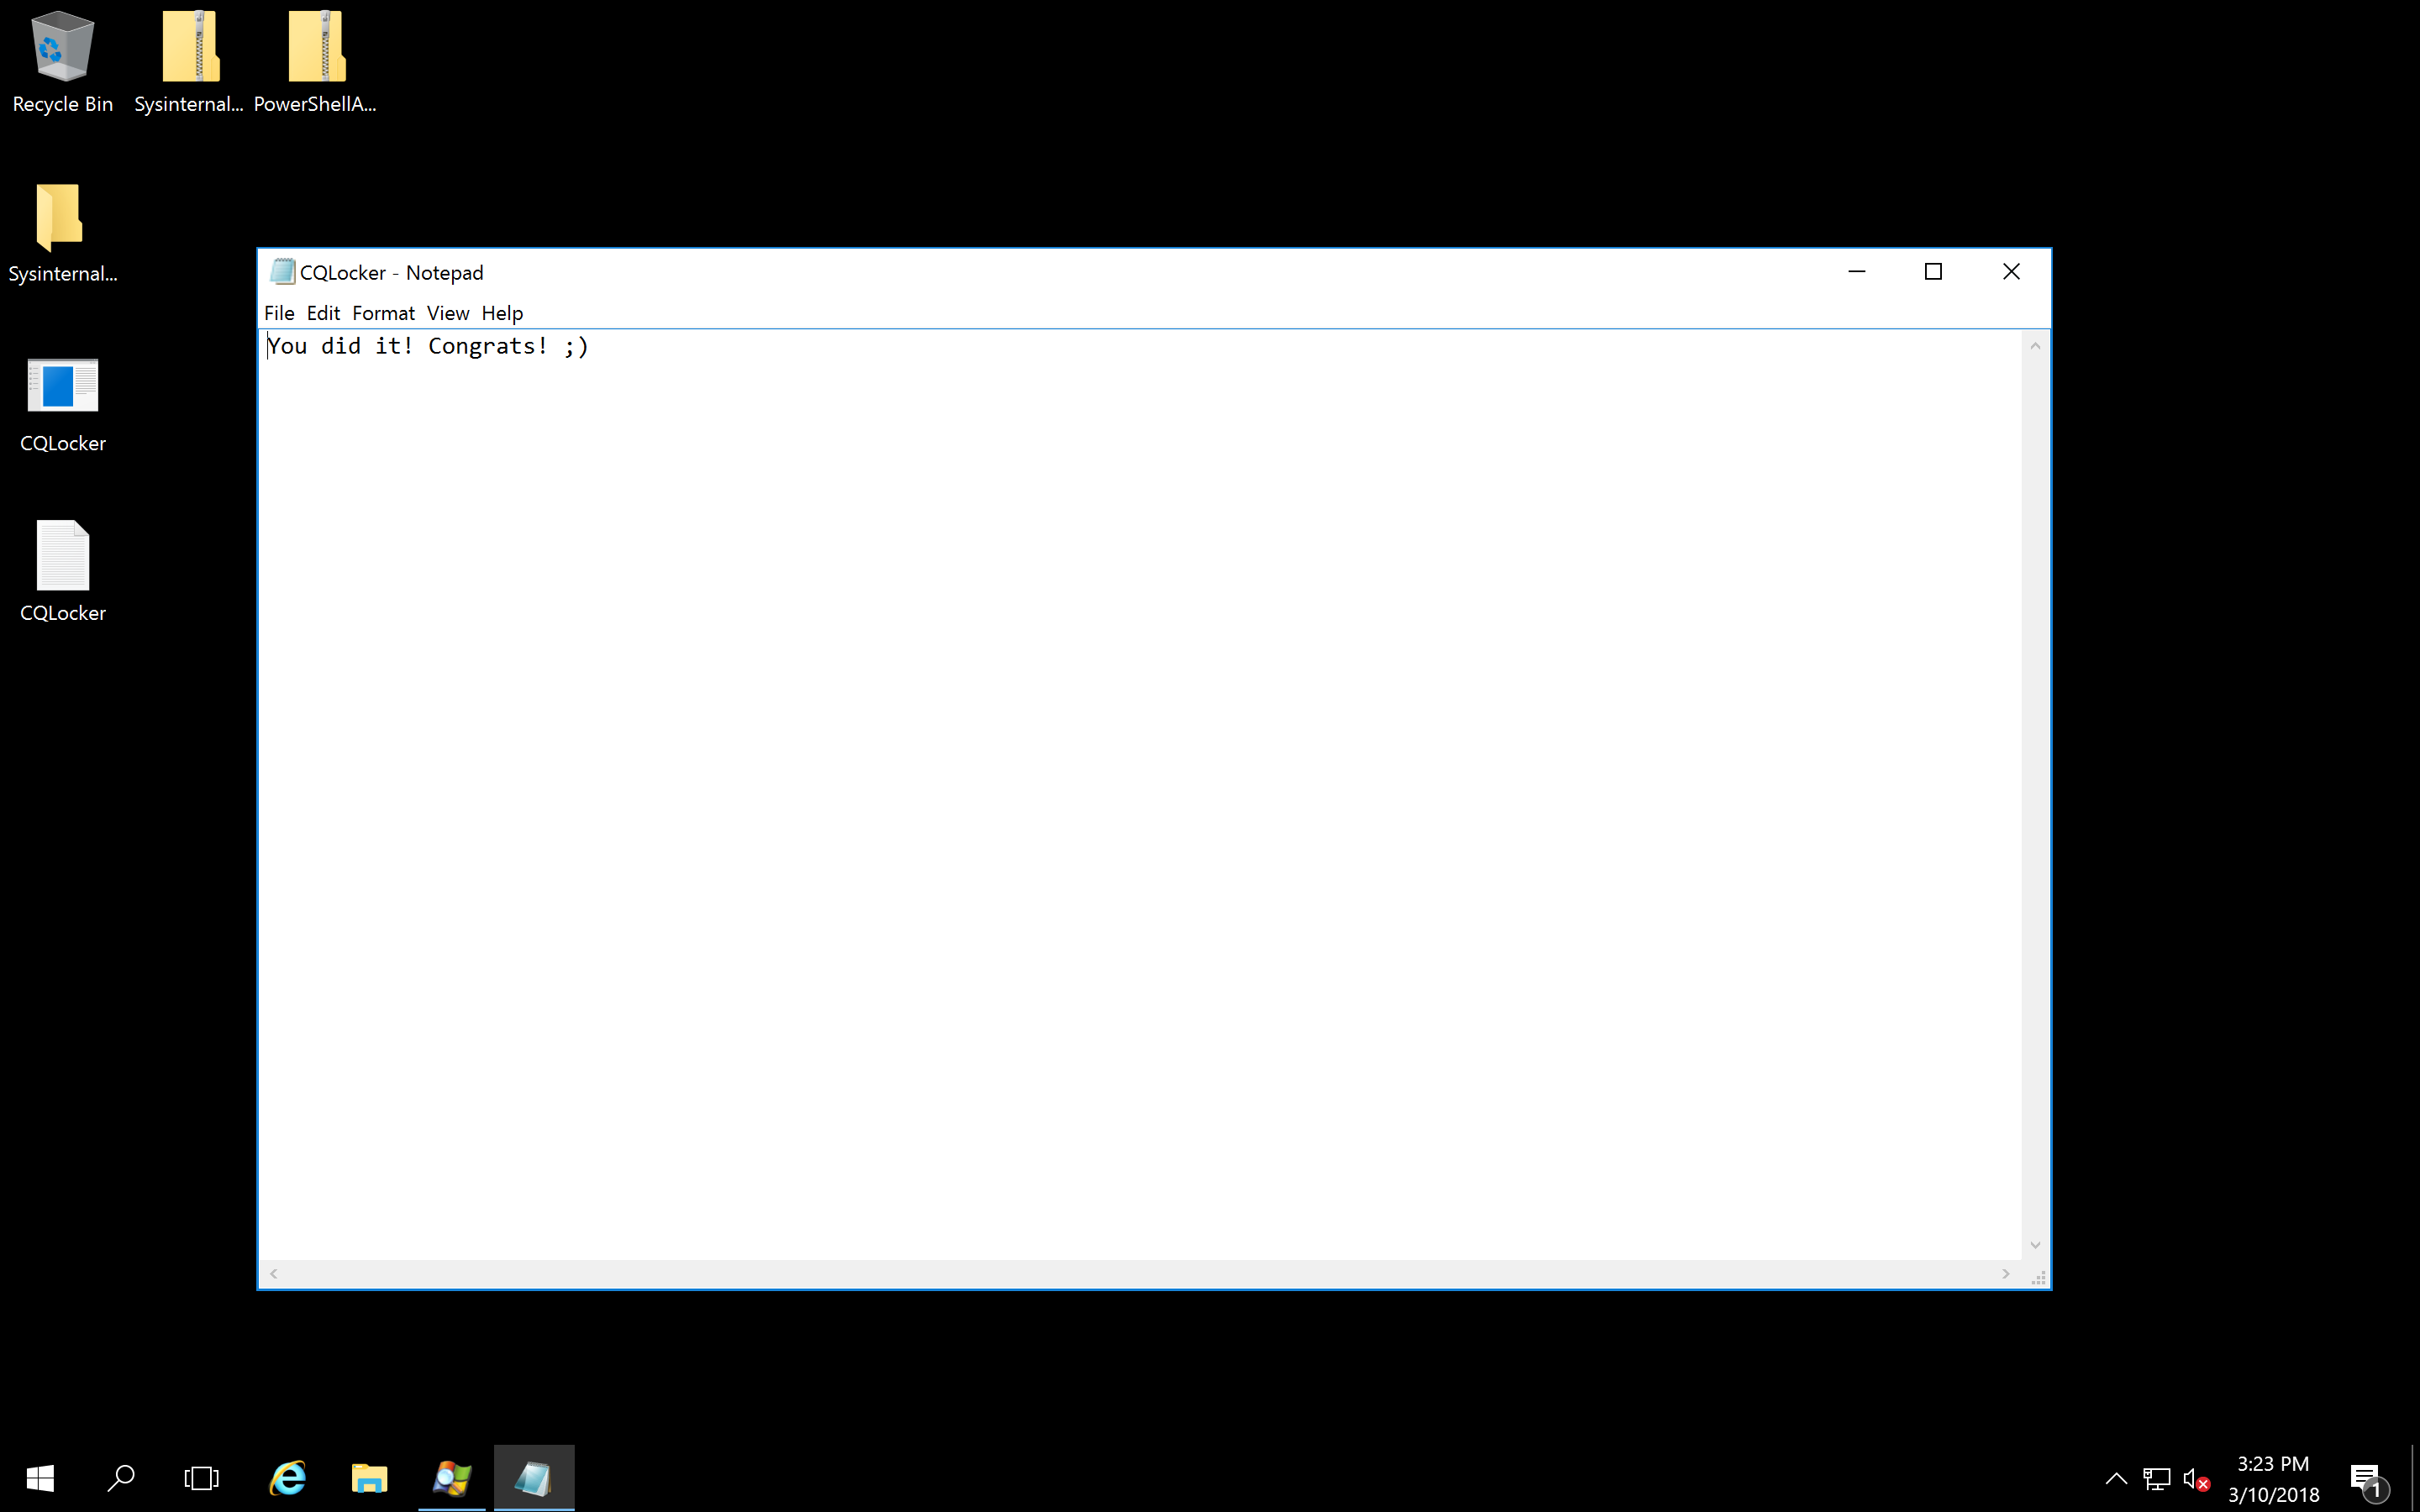 Recycle Bin
Sysinternal...
PowerShellA...
Sysinternal...
CQLocker
CQLocker
CQLocker - Notepad
File Edit Format View Help
You did it! Congrats! ;)
3:23 PM
3/10/2018
1